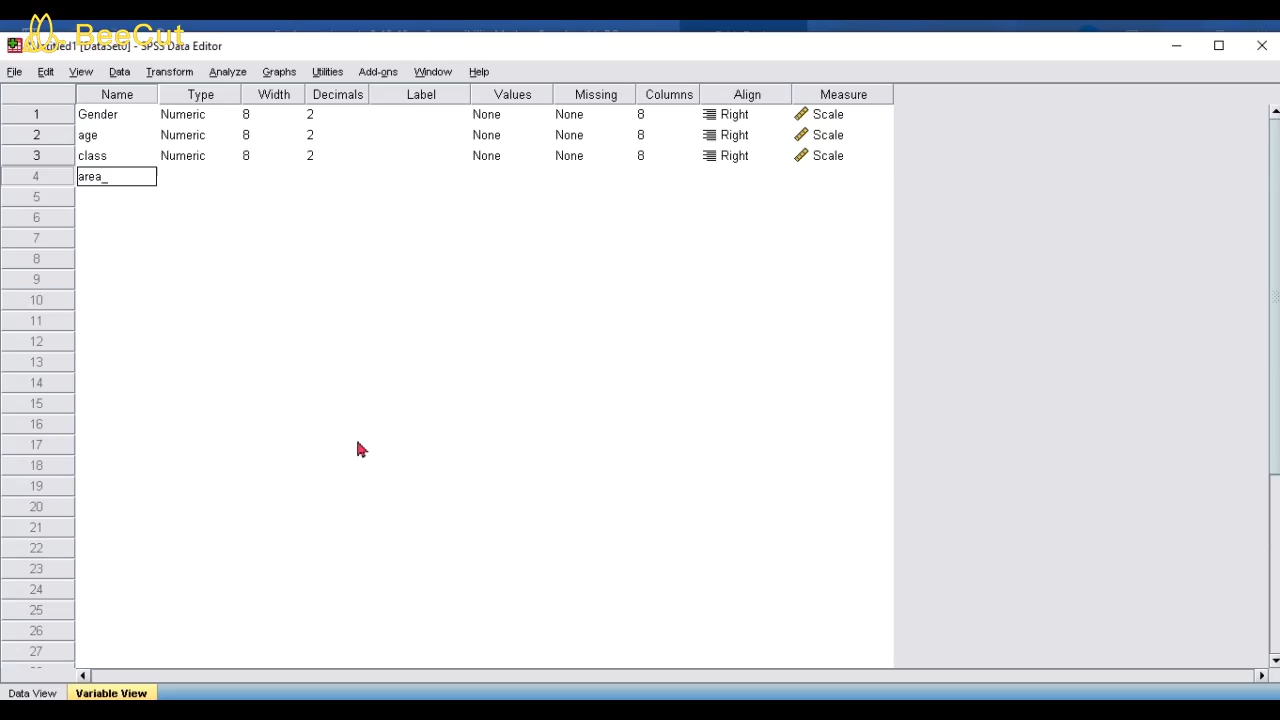 BeeCut
*Untitled1 [DataSet0] - SPSS Data Editor
File Edit View Data Transform Analyze Graphs Utilities Add-ons Window Help
Name Type Width Decimals Label Values Missing Columns Align Measure
1 Gender Numeric 8 2 None None 8 Right Scale
2 age Numeric 8 2 None None 8 Right Scale
3 class Numeric 8 2 None None 8 Right Scale
4 area_
5
6
7
8
9
10
11
12
13
14
15
16
17
18
19
20
21
22
23
24
25
26
27
Data View Variable View